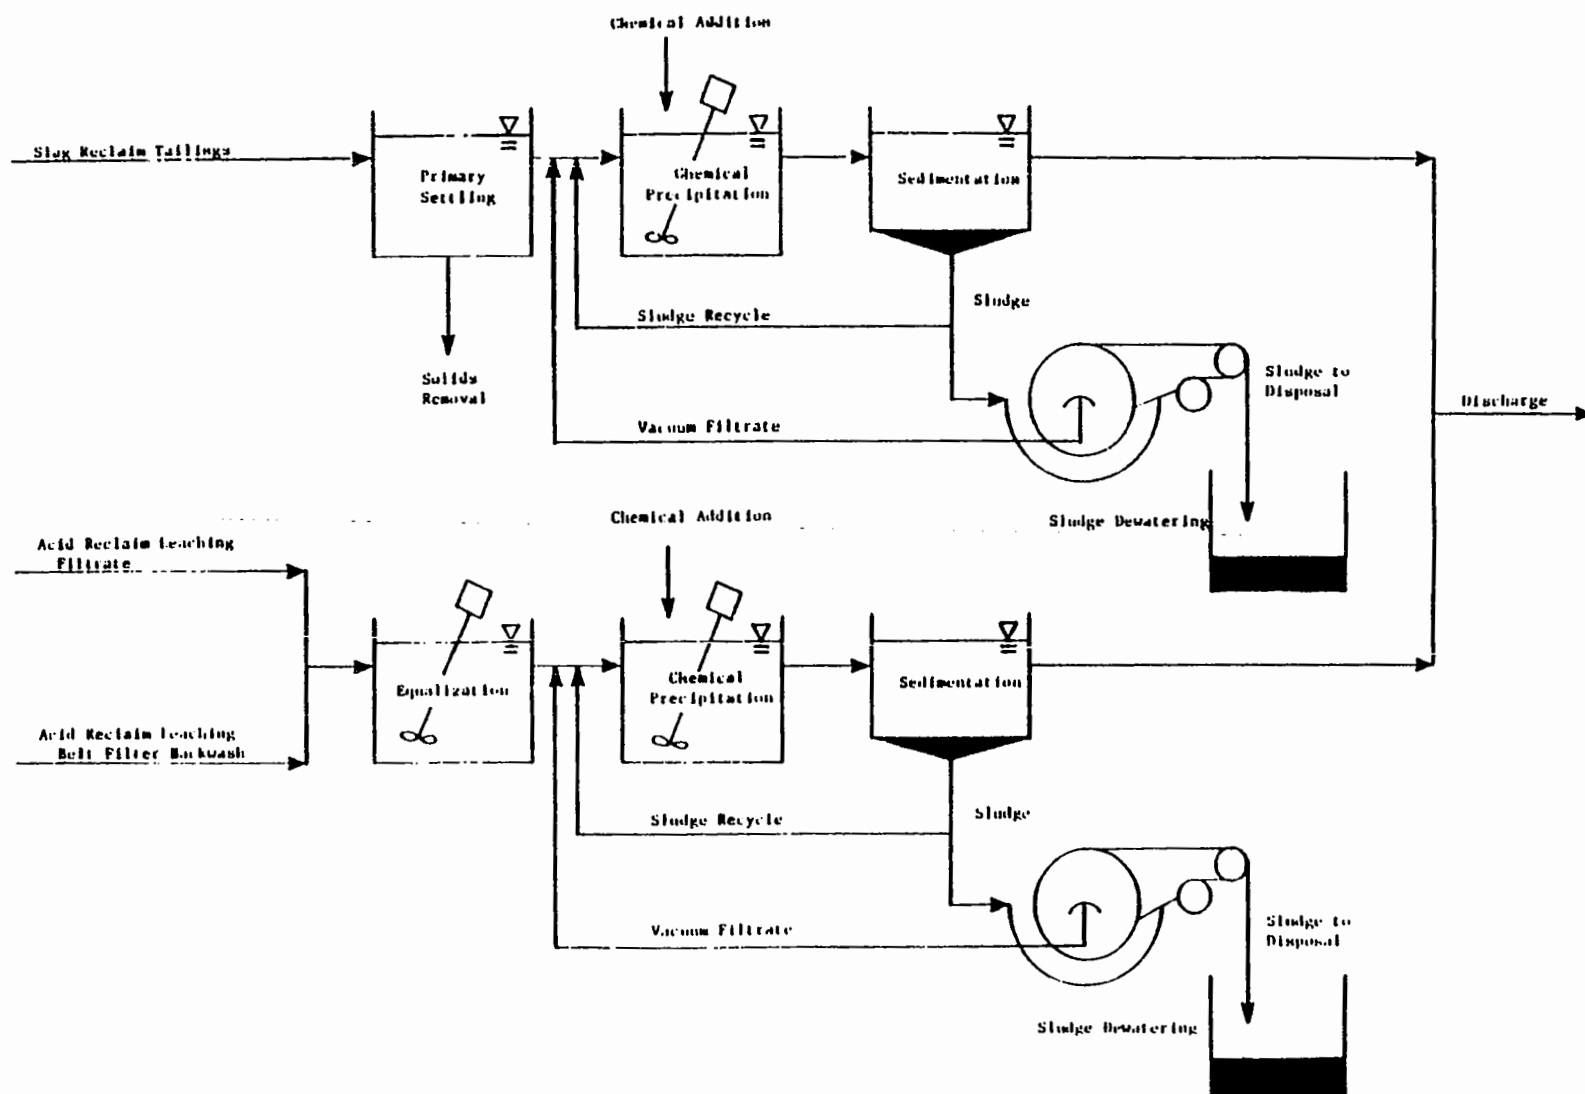 Chemical Addition
Slag Reclaim Tailings
Primary
Settling
Chemical
Precipitation
Sedimentation
Sludge
Sludge Recycle
Solids
Removal
Sludge to
Disposal
Discharge
Vacuum Filtrate
Sludge Dewatering
Chemical Addition
Acid Reclaim Leaching
Filtrate
Equalization
Chemical
Precipitation
Sedimentation
Acid Reclaim Leaching
Belt Filter Backwash
Sludge
Sludge Recycle
Vacuum Filtrate
Sludge to
Disposal
Sludge Dewatering